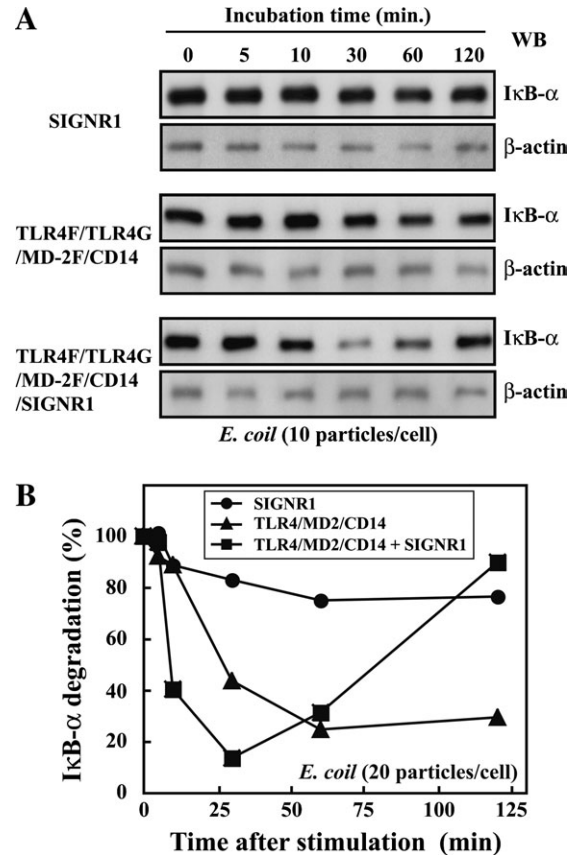 A
Incubation time (min.)
0 5 10 30 60 120 WB
SIGNR1
IκB-α
β-actin
TLR4F/TLR4G
/MD-2F/CD14
IκB-α
β-actin
TLR4F/TLR4G
/MD-2F/CD14
/SIGNR1
IκB-α
β-actin
E. coil (10 particles/cell)
B
SIGNR1
TLR4/MD2/CD14
TLR4/MD2/CD14 + SIGNR1
IκB-α degradation (%)
100
80
60
40
20
0
E. coil (20 particles/cell)
0 25 50 75 100 125
Time after stimulation (min)